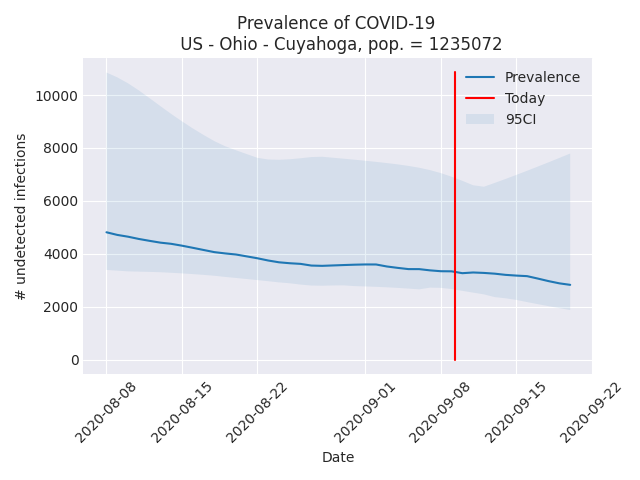 Prevalence of COVID-19
US - Ohio - Cuyahoga, pop. = 1235072
Prevalence
Today
95CI
# undetected infections
10000
8000
6000
4000
2000
0
2020-08-08
2020-08-15
2020-08-22
2020-09-01
2020-09-08
2020-09-15
2020-09-22
Date